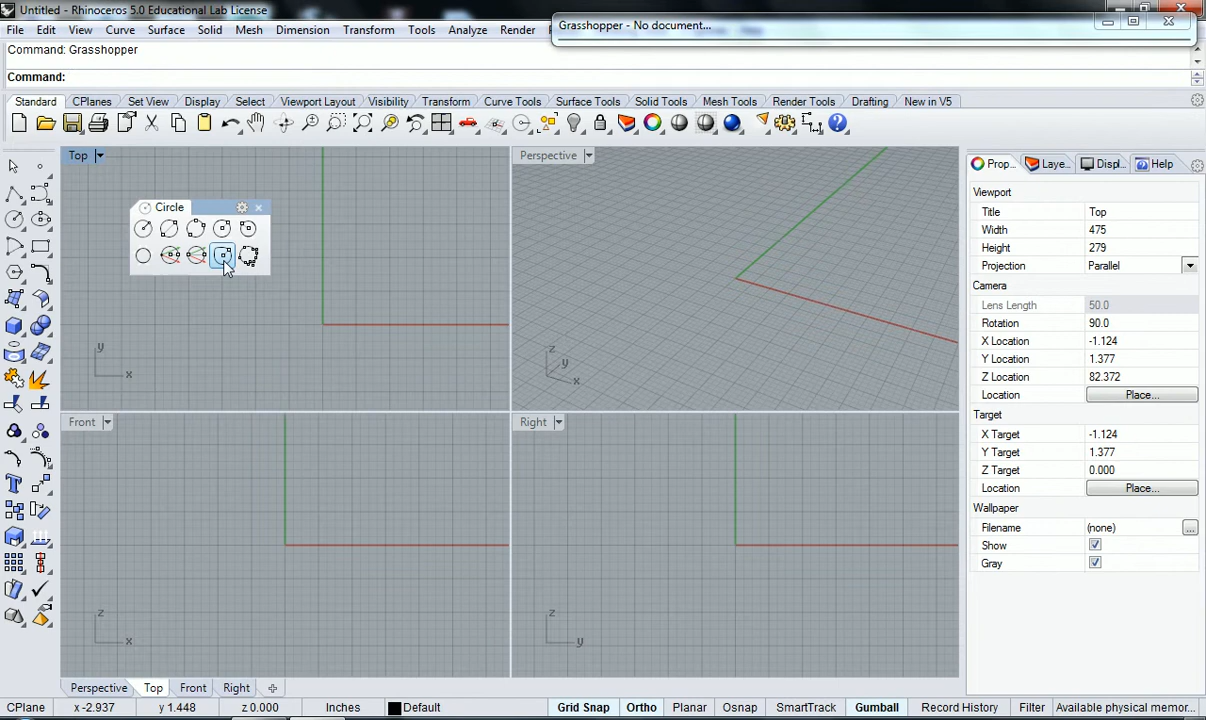 Untitled - Rhinoceros 5.0 Educational Lab License
Grasshopper - No document...
File Edit View Curve Surface Solid Mesh Dimension Transform Tools Analyze Render
Command: Grasshopper
Command:
Standard CPlanes Set View Display Select Viewport Layout Visibility Transform Curve Tools Surface Tools Solid Tools Mesh Tools Render Tools Drafting New in V5
Top
Perspective
Prop... Laye... Displ... Help
Viewport
Title Top
Width 475
Height 279
Projection Parallel
Camera
Lens Length 50.0
Rotation 90.0
X Location -1.124
Y Location 1.377
Z Location 82.372
Location Place...
Target
X Target -1.124
Y Target 1.377
Z Target 0.000
Location Place...
Wallpaper
Filename (none) ...
Show
Gray
Circle
y
x
z
y
x
Front
Right
z
x
z
y
Perspective Top Front Right
CPlane x -2.937 y 1.448 z 0.000 Inches Default Grid Snap Ortho Planar Osnap SmartTrack Gumball Record History Filter Available physical memor...